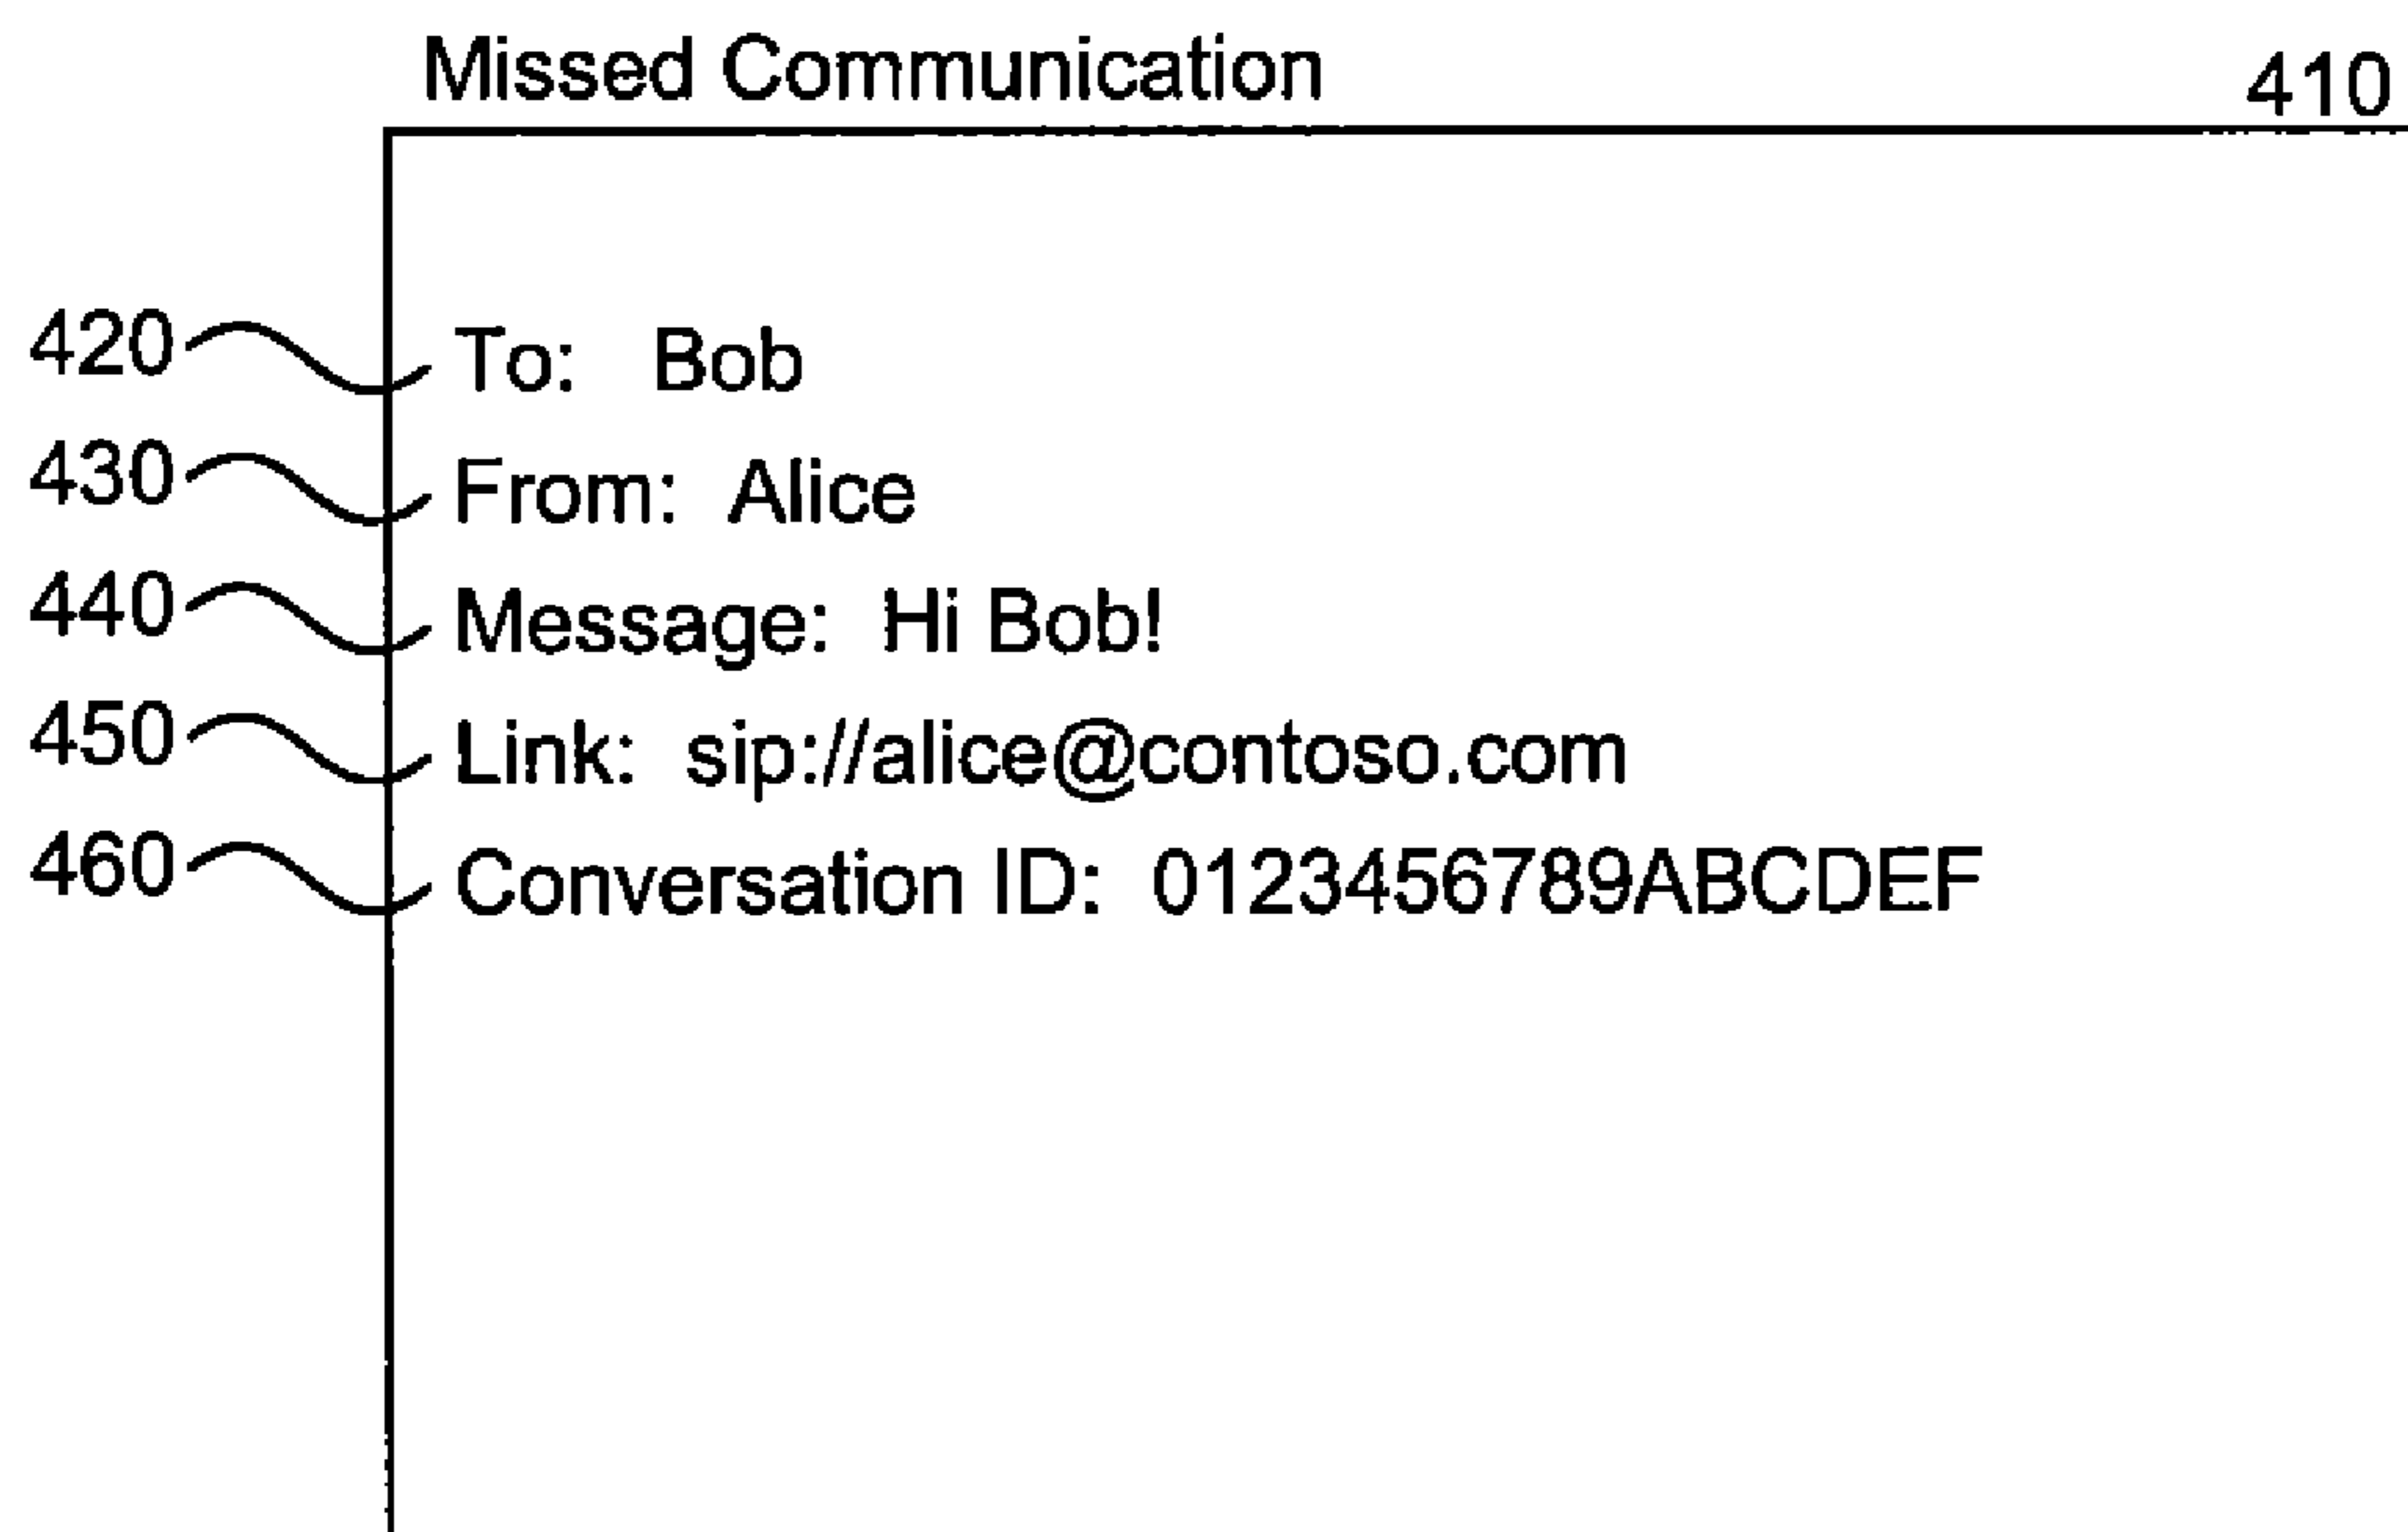 Missed Communication 410
420 To: Bob
430 From: Alice
440 Message: Hi Bob!
450 Link: sip://alice@contoso.com
460 Conversation ID: 0123456789ABCDEF